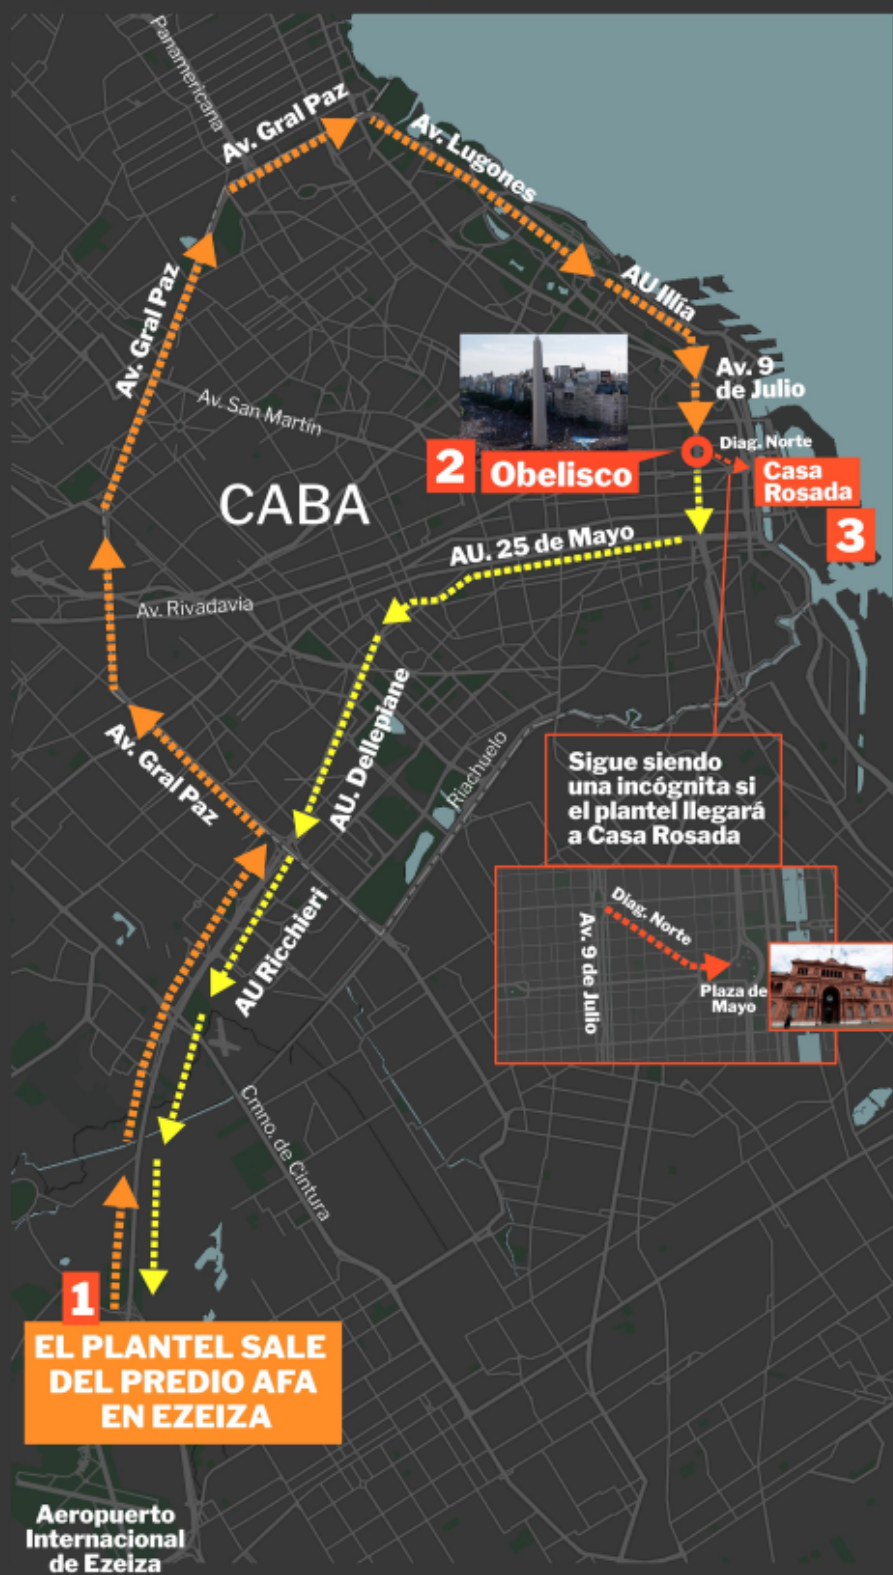 Panamericana
Av. Gral Paz
Av. Lugones
AU Illia
Av. Gral Paz
Av. 9
de Julio
Av. San Martín
Diag. Norte
2
Obelisco
Casa
Rosada
3
CABA
AU. 25 de Mayo
Av. Rivadavia
AU. Dellepiane
Av. Gral Paz
Riachuelo
Sigue siendo
una incógnita si
el plantel llegará
a Casa Rosada
AU Ricchieri
Diag. Norte
Av. 9 de Julio
Plaza de
Mayo
Cmno. de Cintura
1
EL PLANTEL SALE
DEL PREDIO AFA
EN EZEIZA
Aeropuerto
Internacional
de Ezeiza